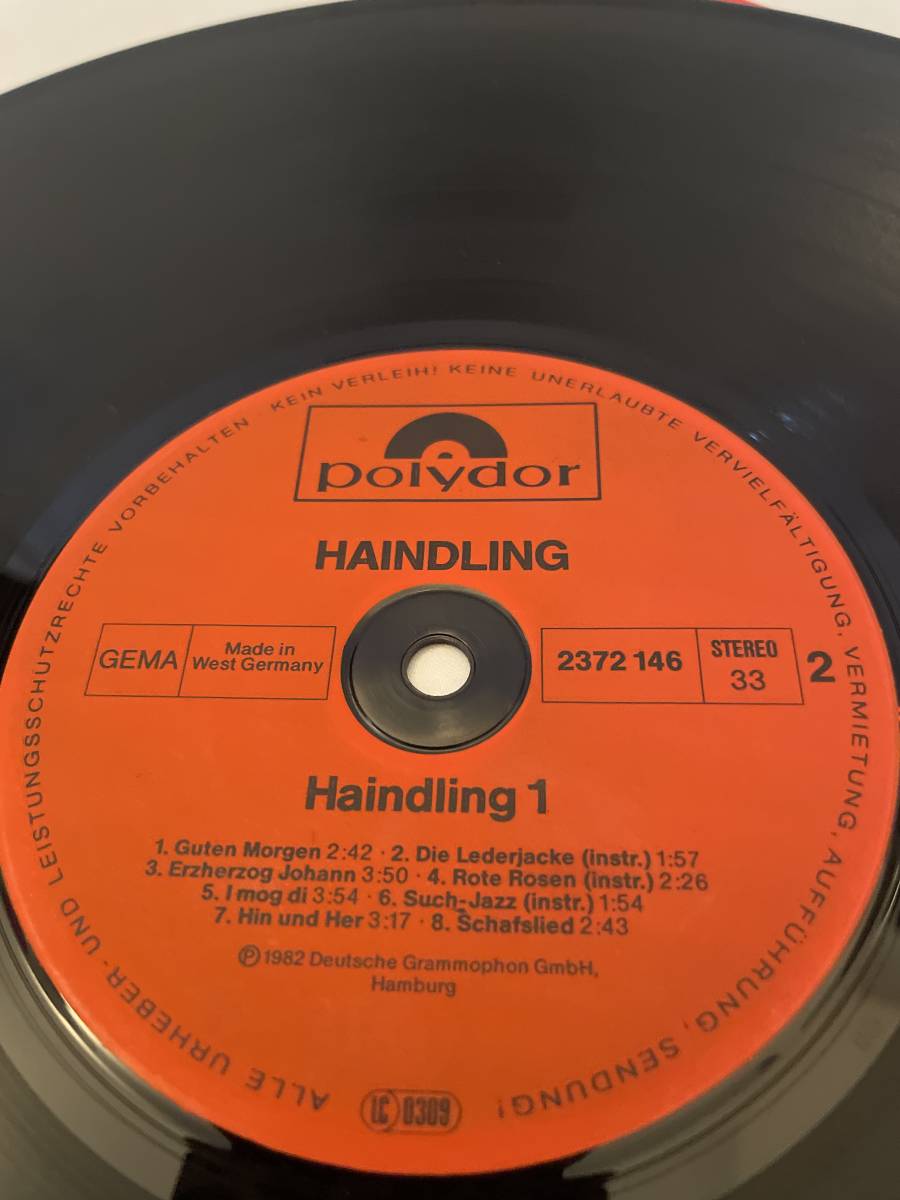 ALLE URHEBER- UND LEISTUNGSSCHUTZRECHTE VORBEHALTEN · KEIN VERLEIH! KEINE UNERLAUBTE VERVIELFÄLTIGUNG, VERMIETUNG, AUFFÜHRUNG, SENDUNG!
polydor
HAINDLING
GEMA
Made in
West Germany
2372 146
STEREO
33
2
Haindling 1
1. Guten Morgen 2:42 · 2. Die Lederjacke (instr.) 1:57
3. Erzherzog Johann 3:50 · 4. Rote Rosen (instr.) 2:26
5. I mog di 3:54 · 6. Such-Jazz (instr.) 1:54
7. Hin und Her 3:17 · 8. Schafslied 2:43
℗ 1982 Deutsche Grammophon GmbH,
Hamburg
LC 0309